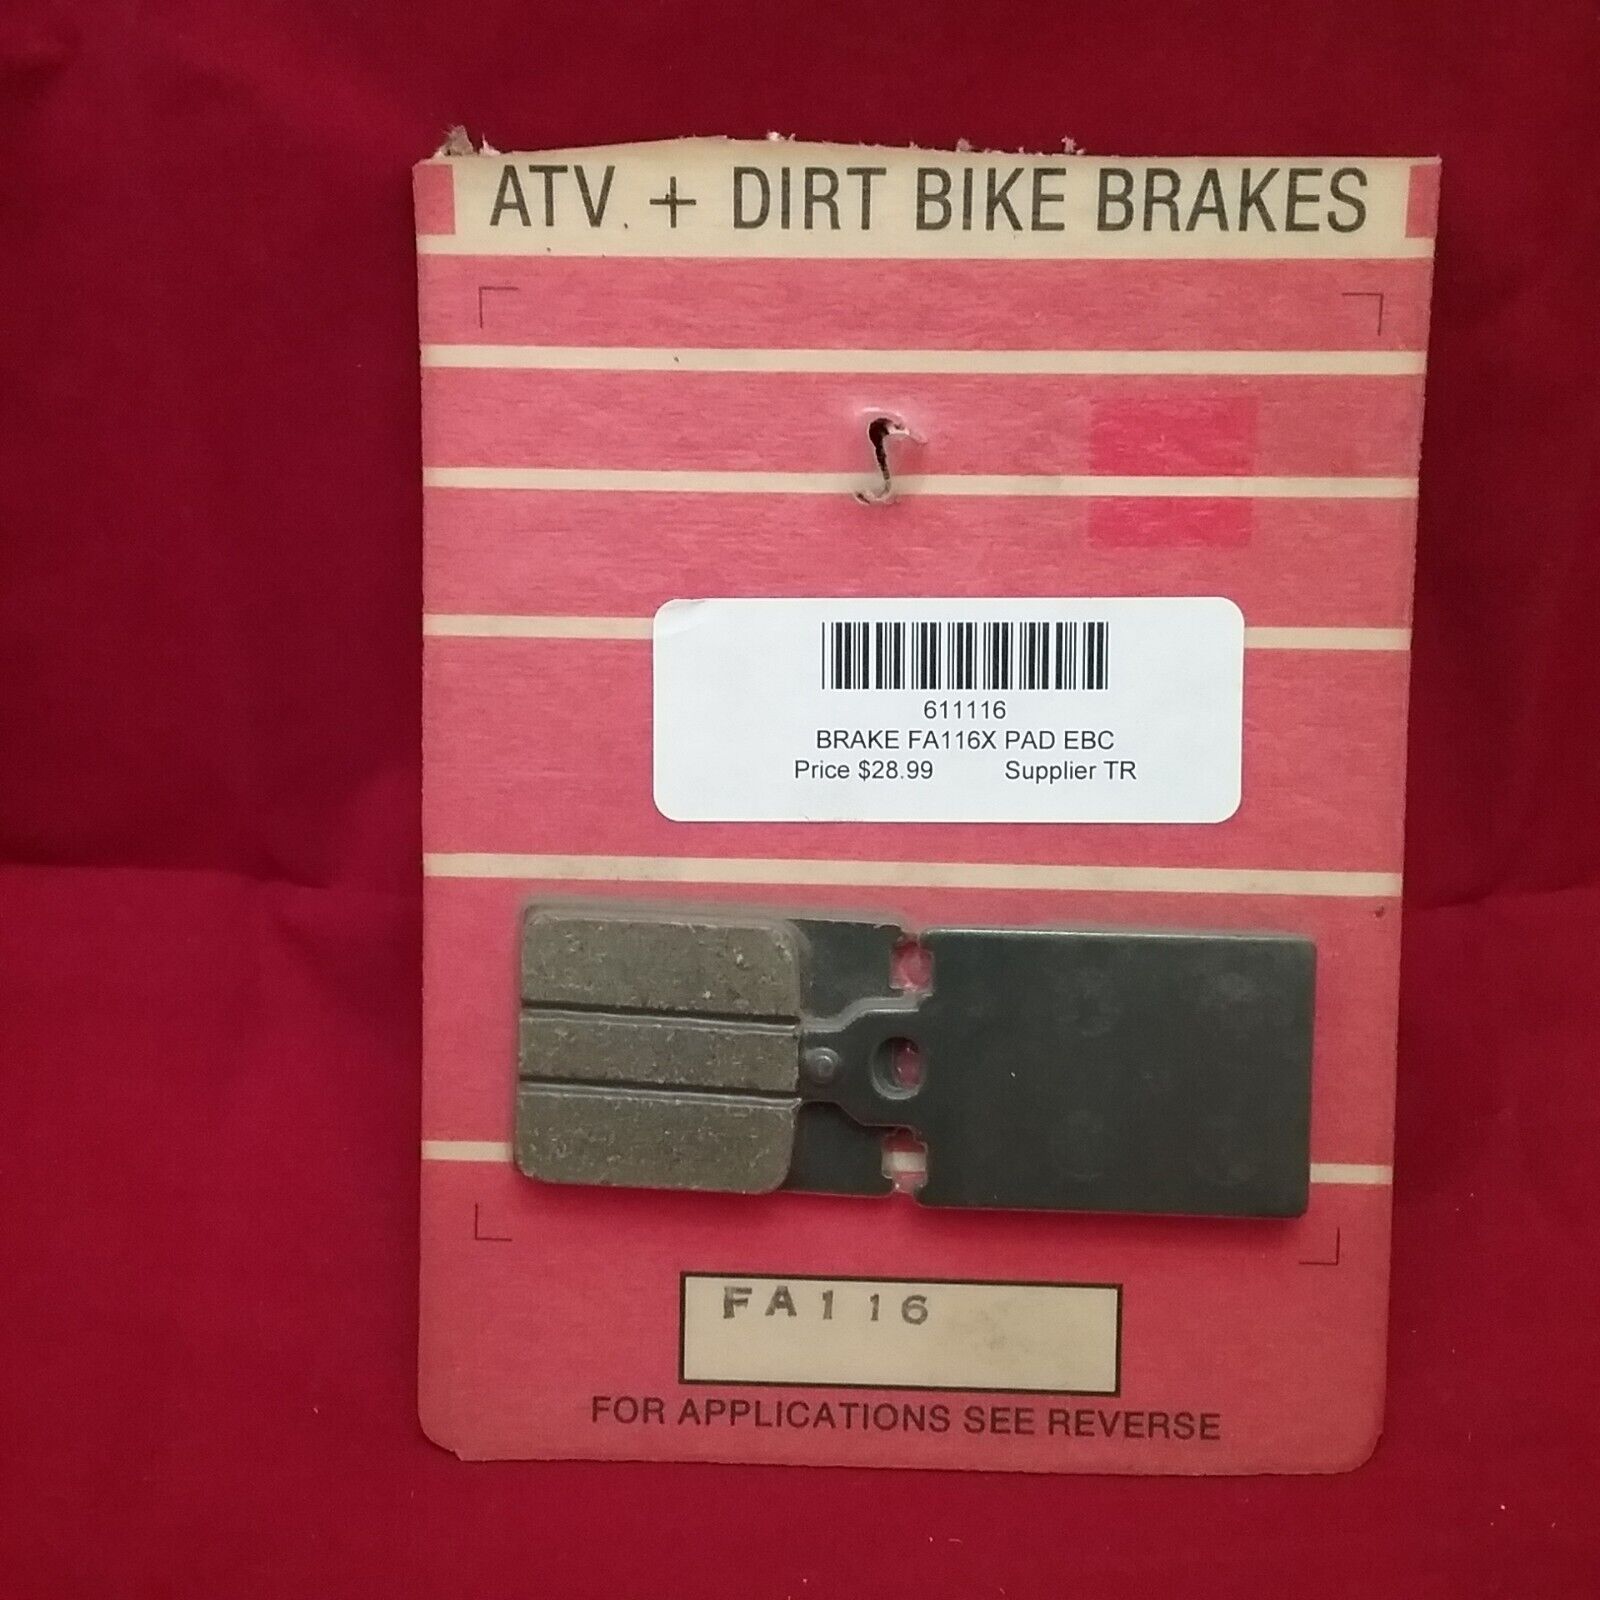 ATV + DIRT BIKE BRAKES
611116
BRAKE FA116X PAD EBC
Price $28.99 Supplier TR
FA116
FOR APPLICATIONS SEE REVERSE